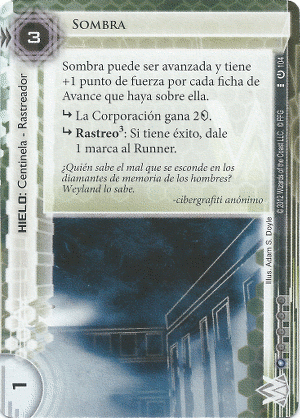 SOMBRA
3
Sombra puede ser avanzada y tiene
+1 punto de fuerza por cada ficha de
Avance que haya sobre ella.
↳ La Corporación gana 2
↳ Rastreo³: Si tiene éxito, dale
1 marca al Runner.
¿Quién sabe el mal que se esconde en los
diamantes de memoria de los hombres?
Weyland lo sabe.
-cibergrafiti anónimo
HIELO: Centinela - Rastreador
104
© 2012 Wizards of the Coast LLC. © FFG
Illus. Adam S. Doyle
1